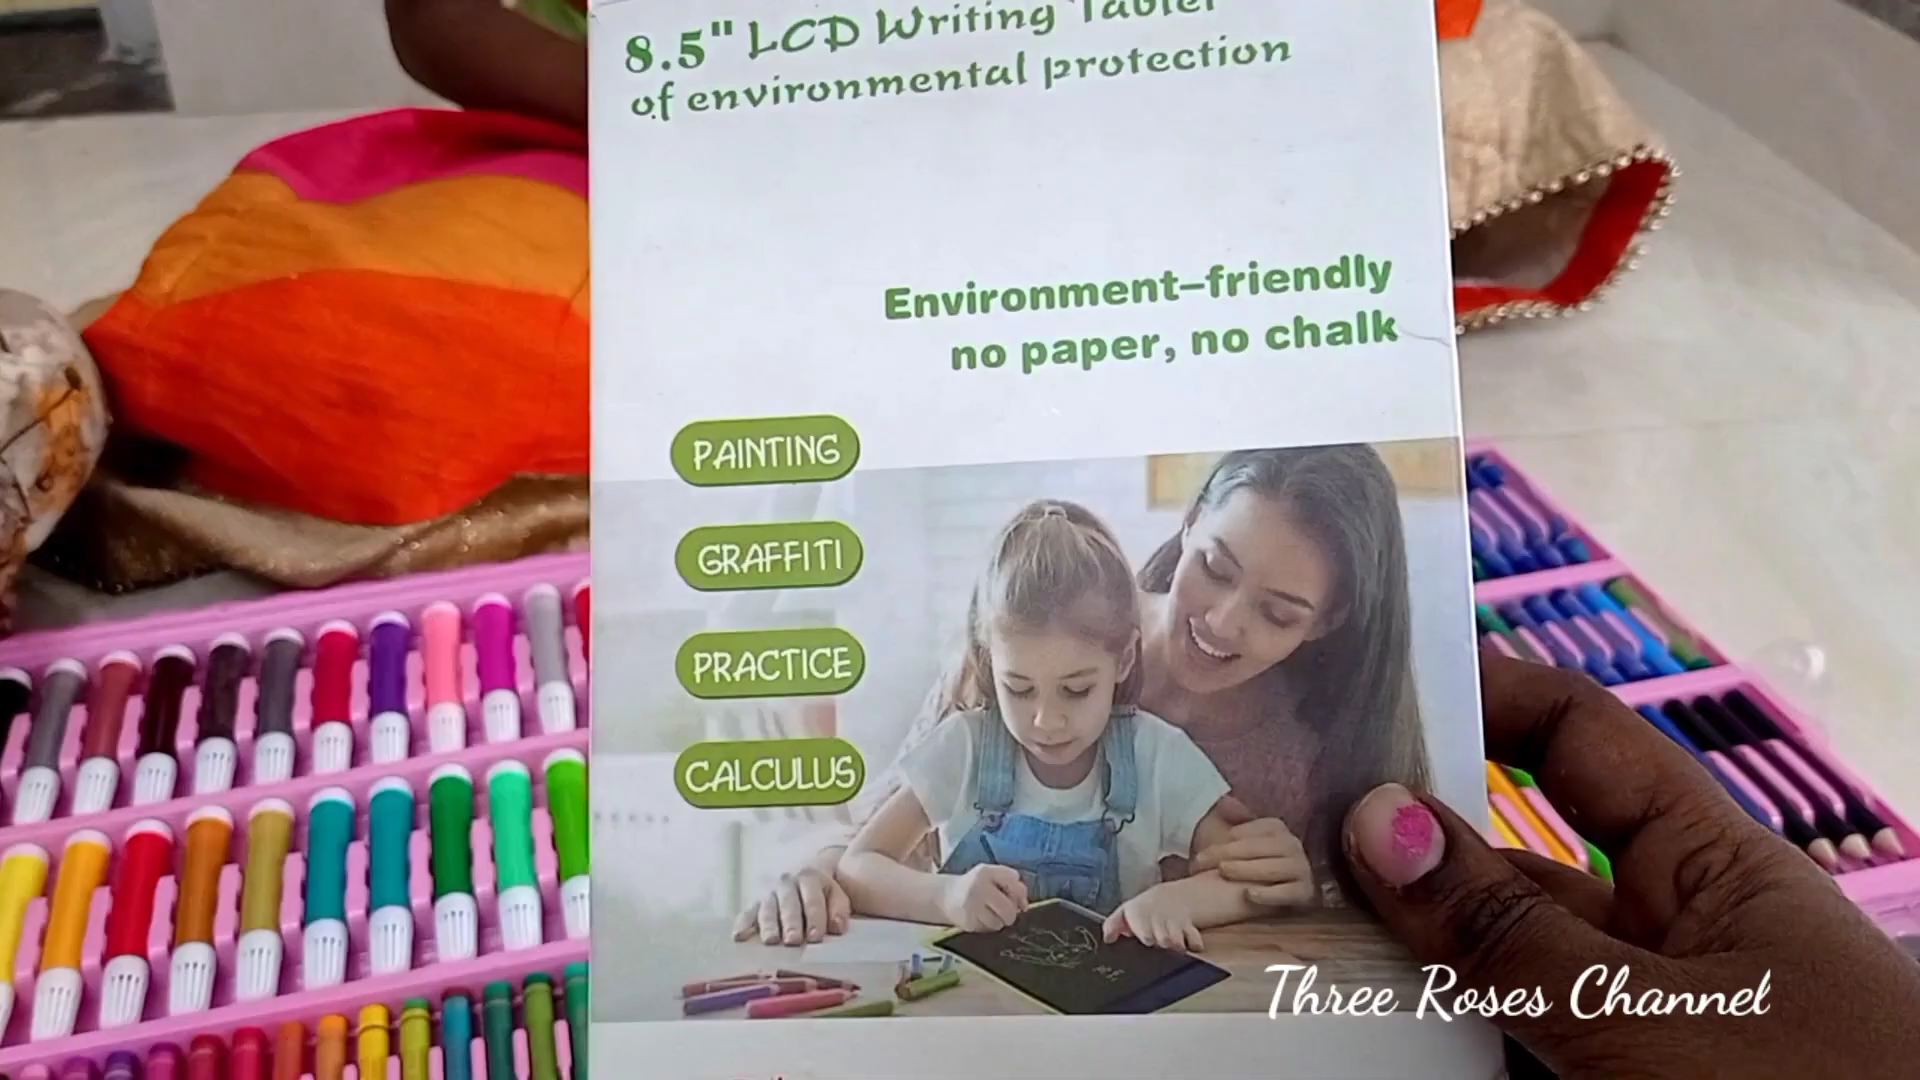 8.5" LCD Writing Tablet
of environmental protection
Environment–friendly
no paper, no chalk
PAINTING
GRAFFITI
PRACTICE
CALCULUS
Three Roses Channel